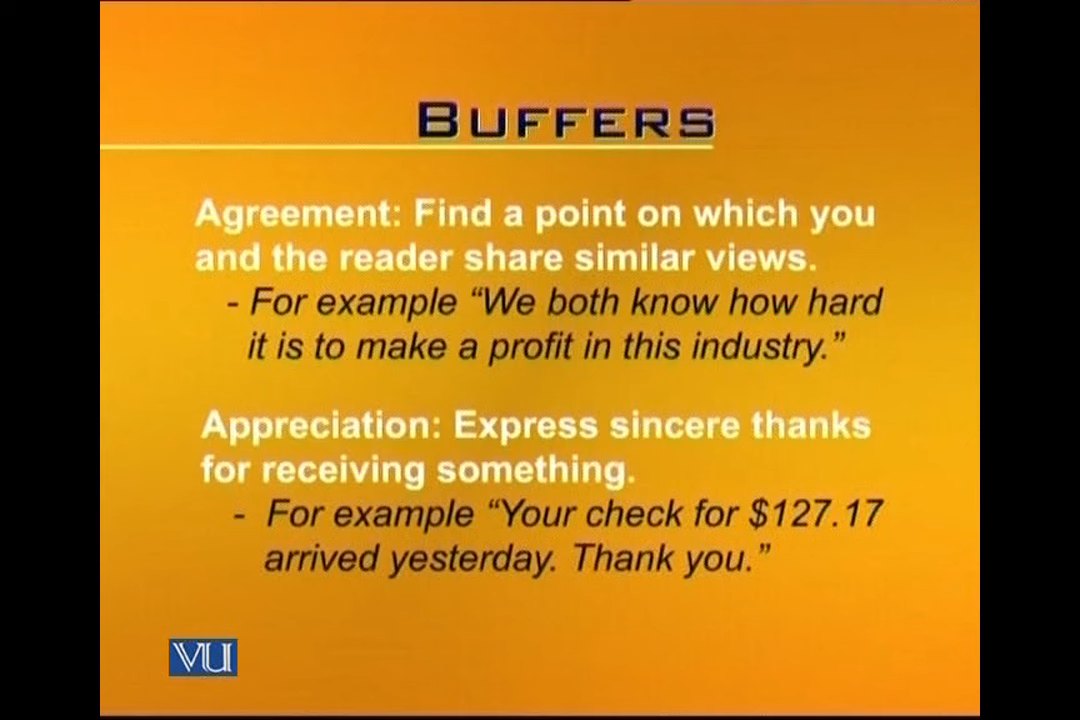 BUFFERS
Agreement: Find a point on which you
and the reader share similar views.
- For example “We both know how hard
it is to make a profit in this industry.”
Appreciation: Express sincere thanks
for receiving something.
- For example “Your check for $127.17
arrived yesterday. Thank you.”
VU